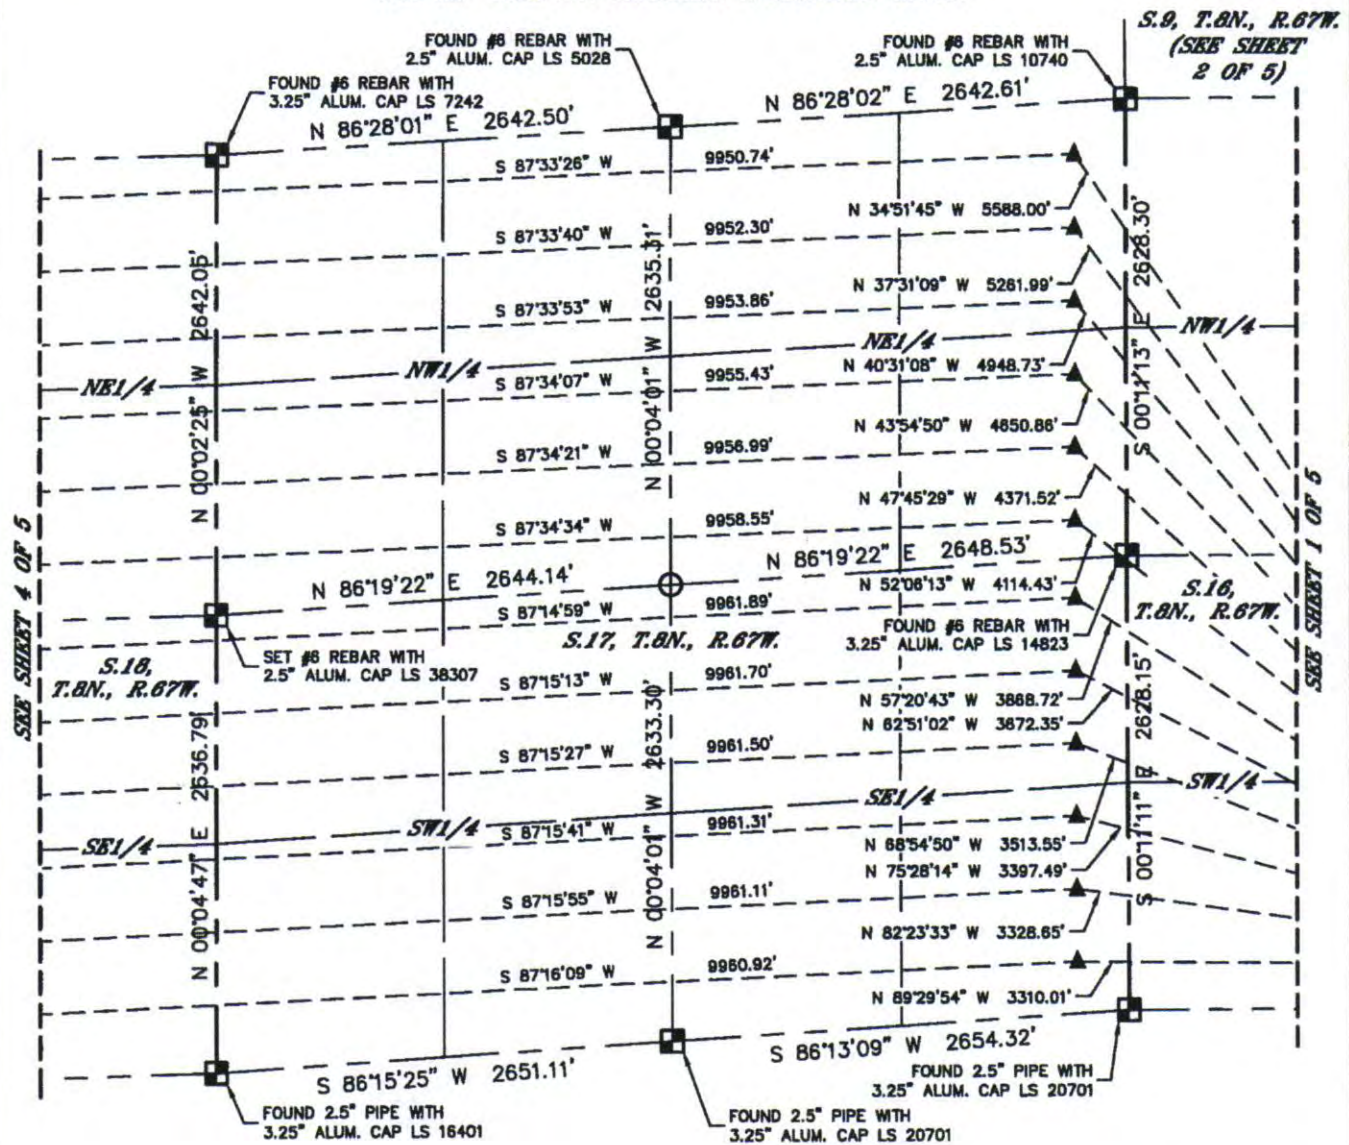 S.9, T.8N., R.67W.
(SEE SHEET
2 OF 5)
FOUND #6 REBAR WITH
2.5" ALUM. CAP LS 5028
FOUND #6 REBAR WITH
2.5" ALUM. CAP LS 10740
FOUND #6 REBAR WITH
3.25" ALUM. CAP LS 7242
N 86°28'01" E 2642.50'
N 86°28'02" E 2642.61'
S 87°33'26" W 9950.74'
N 34°51'45" W 5588.00'
S 87°33'40" W 9952.30'
N 37°31'09" W 5261.99'
S 87°33'53" W 9953.86'
N 00°02'25" W 2642.05'
N 00°04'01" W 2635.31'
S 00°11'13" E 2628.30'
NE1/4
NW1/4
NE1/4
NW1/4
N 40°31'08" W 4948.73'
S 87°34'07" W 9955.43'
N 43°54'50" W 4650.86'
S 87°34'21" W 9956.99'
N 47°45'29" W 4371.52'
S 87°34'34" W 9958.55'
N 86°19'22" E 2644.14'
N 86°19'22" E 2648.53'
N 52°06'13" W 4114.43'
SEE SHEET 4 OF 5
SEE SHEET 1 OF 5
S 87°14'59" W 9961.89'
S.16,
T.8N., R.67W.
S.17, T.8N., R.67W.
FOUND #6 REBAR WITH
3.25" ALUM. CAP LS 14823
SET #6 REBAR WITH
2.5" ALUM. CAP LS 38307
S.18,
T.8N., R.67W.
S 87°15'13" W 9961.70'
N 57°20'43" W 3868.72'
N 62°51'02" W 3672.35'
S 87°15'27" W 9961.50'
N 00°04'47" E 2636.79'
N 00°04'01" W 2633.30'
S 00°11'11" E 2628.15'
SE1/4
SW1/4
SE1/4
SW1/4
S 87°15'41" W 9961.31'
N 68°54'50" W 3513.55'
N 75°28'14" W 3397.49'
S 87°15'55" W 9961.11'
N 82°23'33" W 3328.65'
S 87°16'09" W 9960.92'
N 89°29'54" W 3310.01'
S 86°15'25" W 2651.11'
S 86°13'09" W 2654.32'
FOUND 2.5" PIPE WITH
3.25" ALUM. CAP LS 20701
FOUND 2.5" PIPE WITH
3.25" ALUM. CAP LS 16401
FOUND 2.5" PIPE WITH
3.25" ALUM. CAP LS 20701